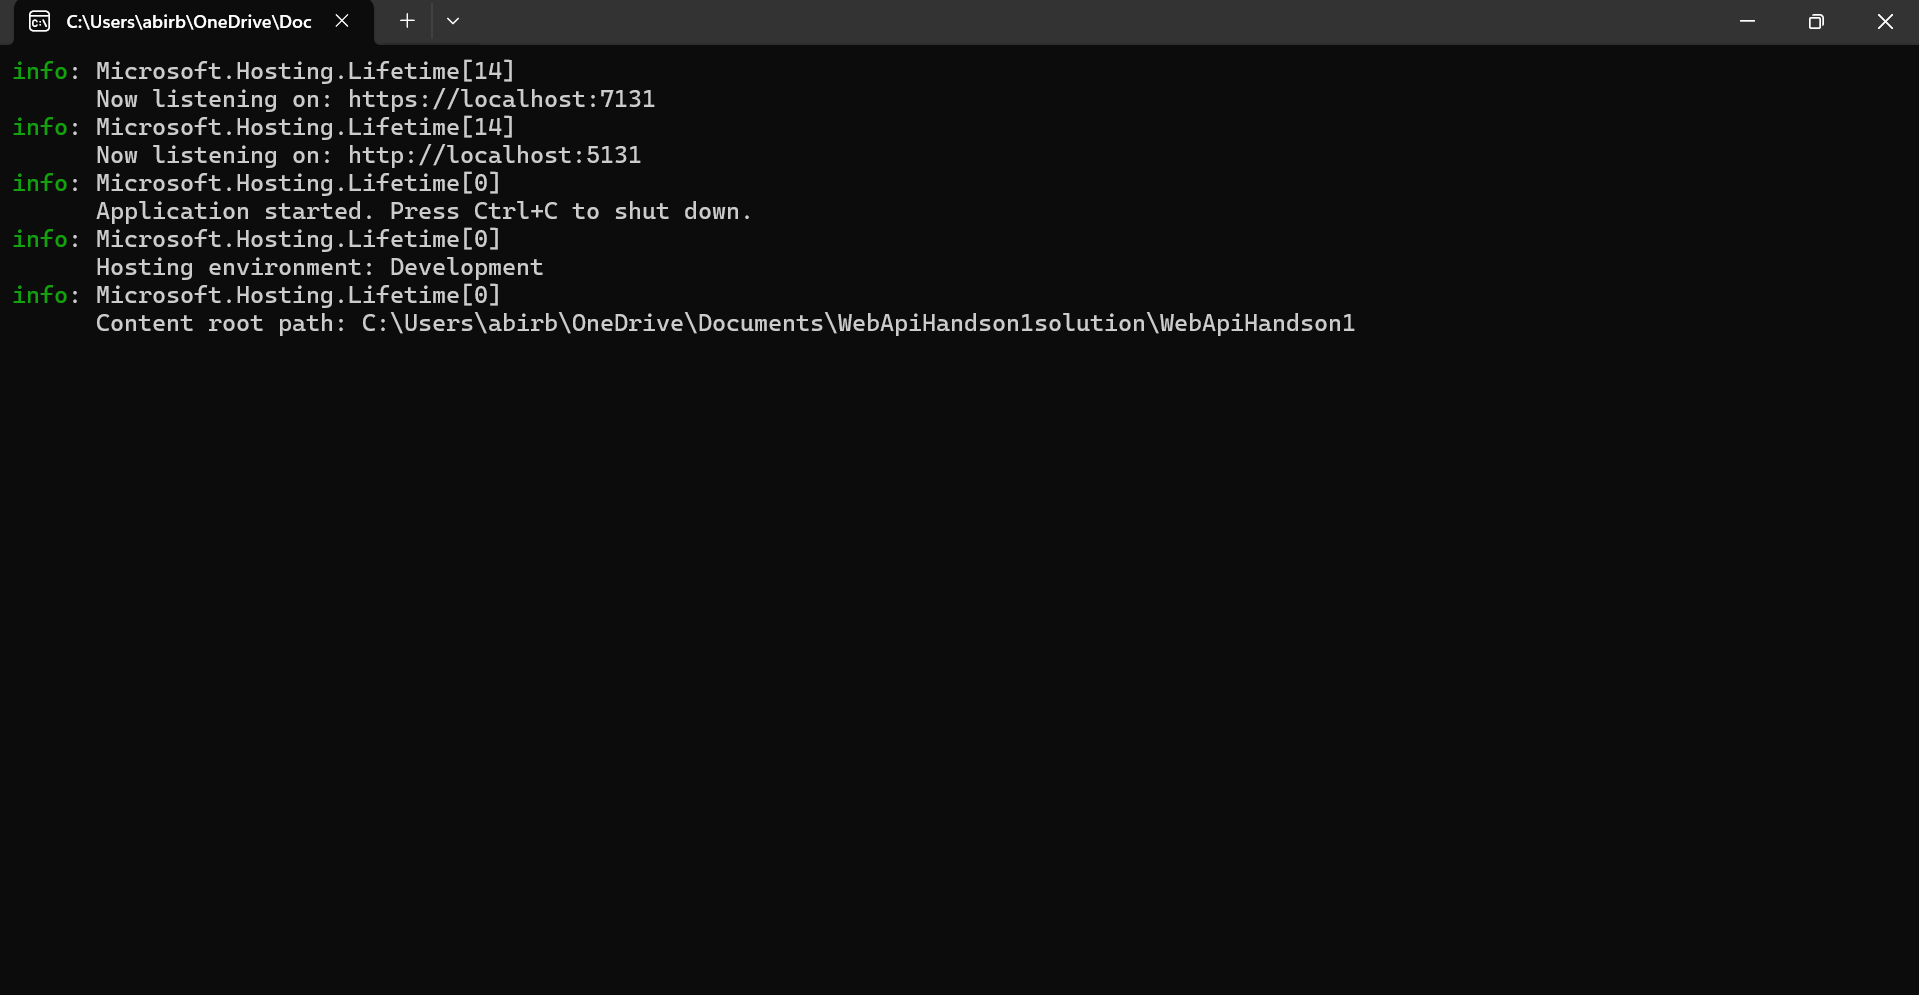 C:\Users\abirb\OneDrive\Doc
info: Microsoft.Hosting.Lifetime[14]
      Now listening on: https://localhost:7131
info: Microsoft.Hosting.Lifetime[14]
      Now listening on: http://localhost:5131
info: Microsoft.Hosting.Lifetime[0]
      Application started. Press Ctrl+C to shut down.
info: Microsoft.Hosting.Lifetime[0]
      Hosting environment: Development
info: Microsoft.Hosting.Lifetime[0]
      Content root path: C:\Users\abirb\OneDrive\Documents\WebApiHandson1solution\WebApiHandson1